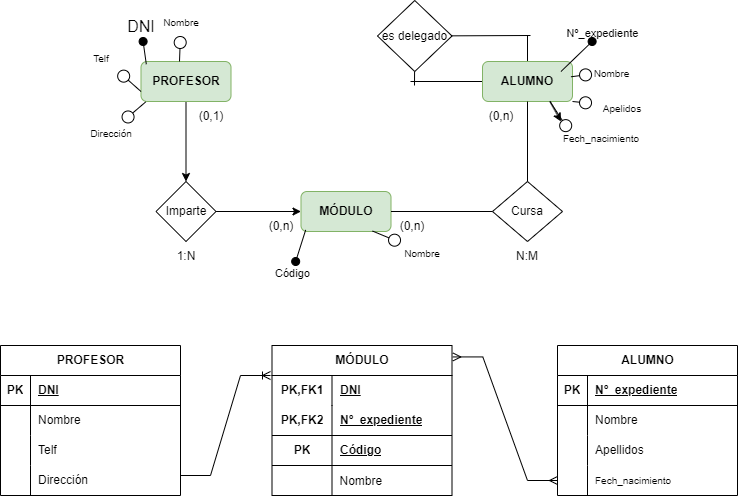 DNI
Nombre
es delegado
Nº_expediente
Telf
PROFESOR
ALUMNO
Nombre
Apelidos
Dirección
(0,1)
(0,n)
Fech_nacimiento
Imparte
MÓDULO
Cursa
(0,n)
(0,n)
1:N
Nombre
N:M
Código
PROFESOR
PK DNI
Nombre
Telf
Dirección
MÓDULO
PK,FK1 DNI
PK,FK2 Nº_expediente
PK Código
Nombre
ALUMNO
PK Nº_expediente
Nombre
Apellidos
Fech_nacimiento